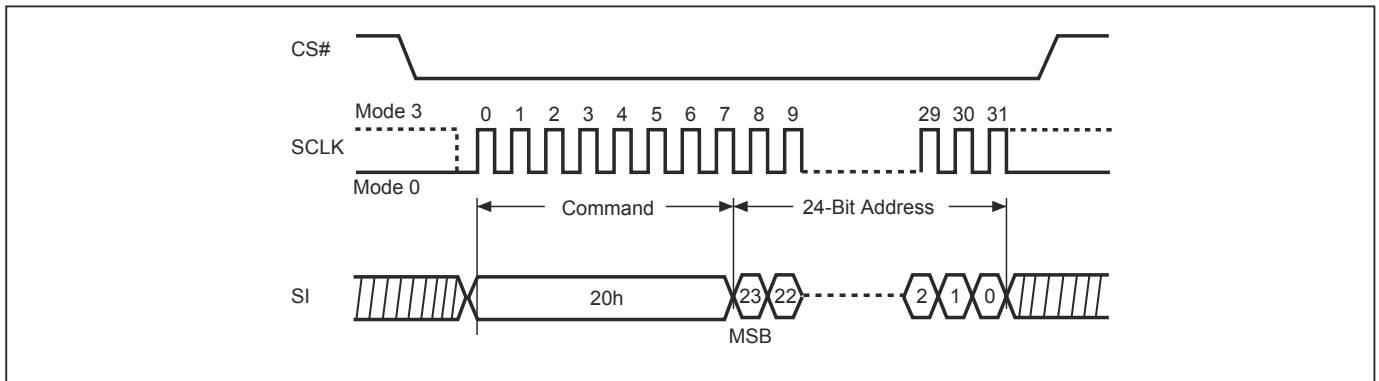 CS#
Mode 3
0 1 2 3 4 5 6 7 8 9 29 30 31
SCLK
Mode 0
Command 24-Bit Address
SI 20h 23 22 2 1 0
MSB